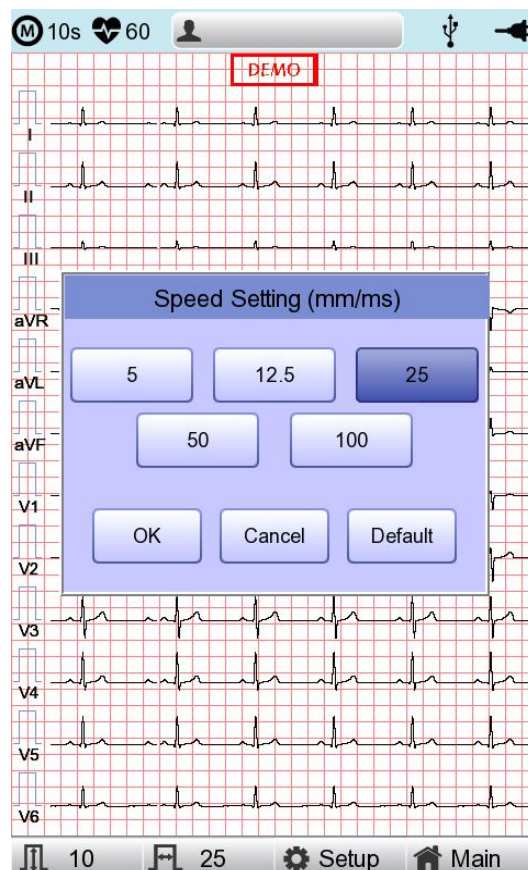 M 10s 60
DEMO
I
II
III
Speed Setting (mm/ms)
aVR
5 12.5 25
aVL
50 100
aVF
V1
OK Cancel Default
V2
V3
V4
V5
V6
10 25 Setup Main